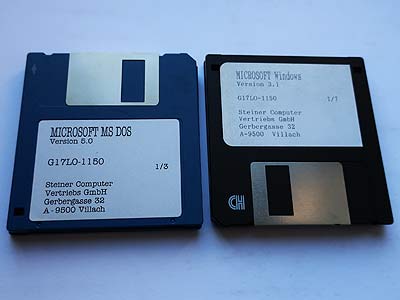 MICROSOFT MS DOS
Version 5.0
G17LO-1150
1/3
Steiner Computer
Vertriebs GmbH
Gerbergasse 32
A-9500 Villach
MICROSOFT Windows
Version 3.1
G17LO-1150 1/7
Steiner Computer
Vertriebs GmbH
Gerbergasse 32
A-9500 Villach
CH